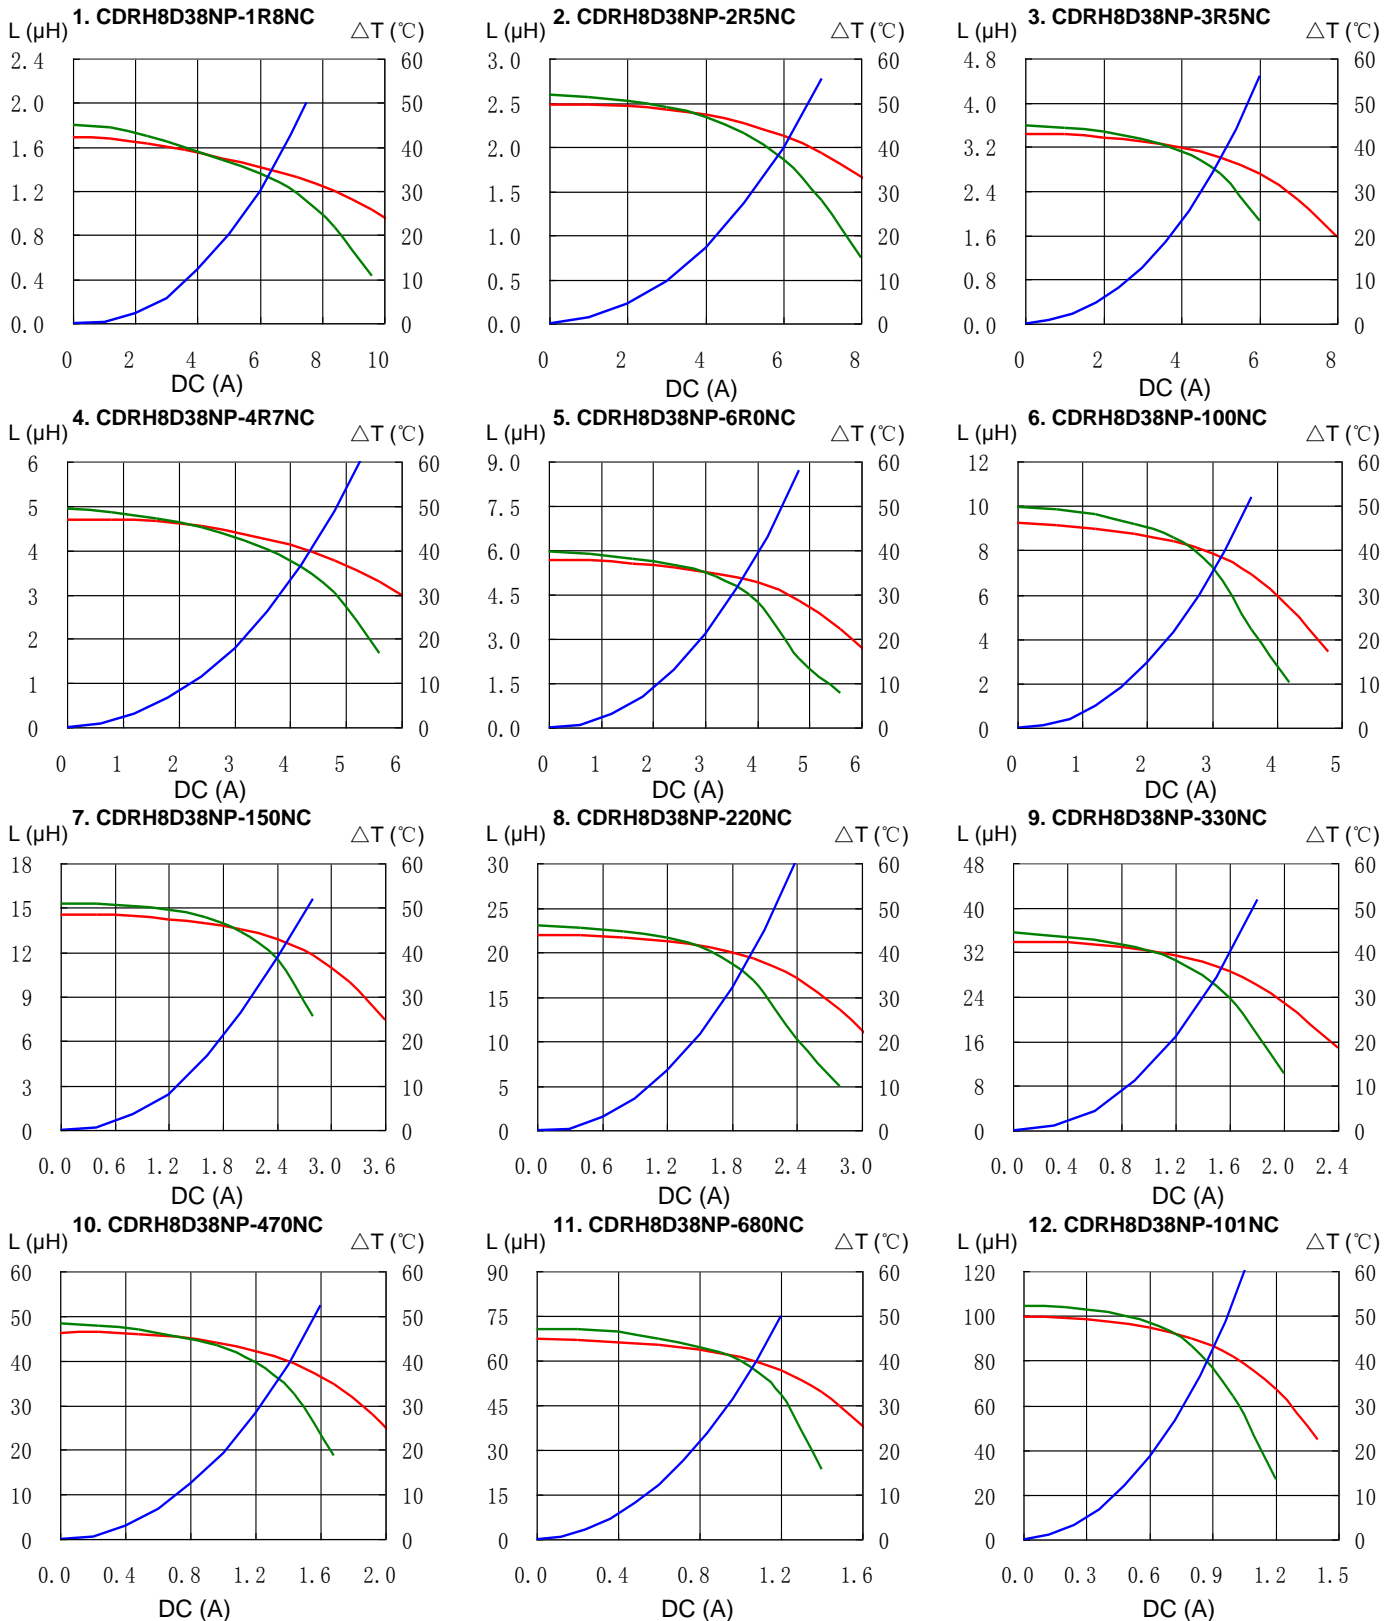 1. CDRH8D38NP-1R8NC
L (μH) △T (℃)
2.4 60
2.0 50
1.6 40
1.2 30
0.8 20
0.4 10
0.0 0
0 2 4 6 8 10
DC (A)
2. CDRH8D38NP-2R5NC
L (μH) △T (℃)
3.0 60
2.5 50
2.0 40
1.5 30
1.0 20
0.5 10
0.0 0
0 2 4 6 8
DC (A)
3. CDRH8D38NP-3R5NC
L (μH) △T (℃)
4.8 60
4.0 50
3.2 40
2.4 30
1.6 20
0.8 10
0.0 0
0 2 4 6 8
DC (A)
4. CDRH8D38NP-4R7NC
L (μH) △T (℃)
6 60
5 50
4 40
3 30
2 20
1 10
0 0
0 1 2 3 4 5 6
DC (A)
5. CDRH8D38NP-6R0NC
L (μH) △T (℃)
9.0 60
7.5 50
6.0 40
4.5 30
3.0 20
1.5 10
0.0 0
0 1 2 3 4 5 6
DC (A)
6. CDRH8D38NP-100NC
L (μH) △T (℃)
12 60
10 50
8 40
6 30
4 20
2 10
0 0
0 1 2 3 4 5
DC (A)
7. CDRH8D38NP-150NC
L (μH) △T (℃)
18 60
15 50
12 40
9 30
6 20
3 10
0 0
0.0 0.6 1.2 1.8 2.4 3.0 3.6
DC (A)
8. CDRH8D38NP-220NC
L (μH) △T (℃)
30 60
25 50
20 40
15 30
10 20
5 10
0 0
0.0 0.6 1.2 1.8 2.4 3.0
DC (A)
9. CDRH8D38NP-330NC
L (μH) △T (℃)
48 60
40 50
32 40
24 30
16 20
8 10
0 0
0.0 0.4 0.8 1.2 1.6 2.0 2.4
DC (A)
10. CDRH8D38NP-470NC
L (μH) △T (℃)
60 60
50 50
40 40
30 30
20 20
10 10
0 0
0.0 0.4 0.8 1.2 1.6 2.0
DC (A)
11. CDRH8D38NP-680NC
L (μH) △T (℃)
90 60
75 50
60 40
45 30
30 20
15 10
0 0
0.0 0.4 0.8 1.2 1.6
DC (A)
12. CDRH8D38NP-101NC
L (μH) △T (℃)
120 60
100 50
80 40
60 30
40 20
20 10
0 0
0.0 0.3 0.6 0.9 1.2 1.5
DC (A)